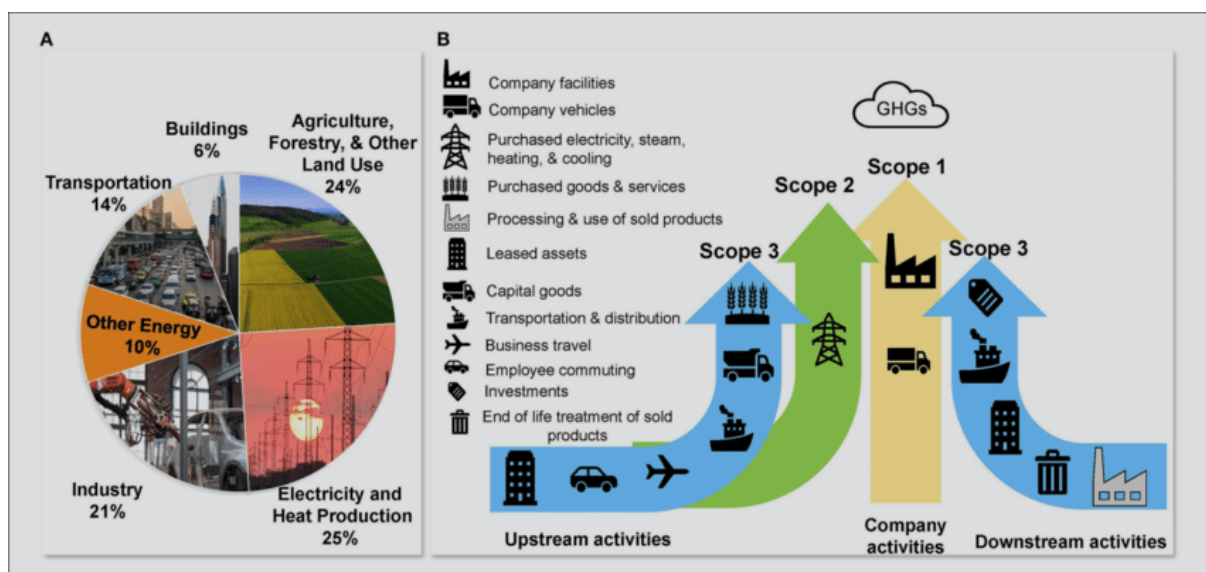 A
Buildings
6%
Agriculture,
Forestry, & Other
Land Use
24%
Transportation
14%
Other Energy
10%
Industry
21%
Electricity and
Heat Production
25%
B
Company facilities
Company vehicles
Purchased electricity, steam,
heating, & cooling
Purchased goods & services
Processing & use of sold products
Leased assets
Capital goods
Transportation & distribution
Business travel
Employee commuting
Investments
End of life treatment of sold
products
GHGs
Scope 1
Scope 2
Scope 3
Scope 3
Upstream activities
Company
activities
Downstream activities